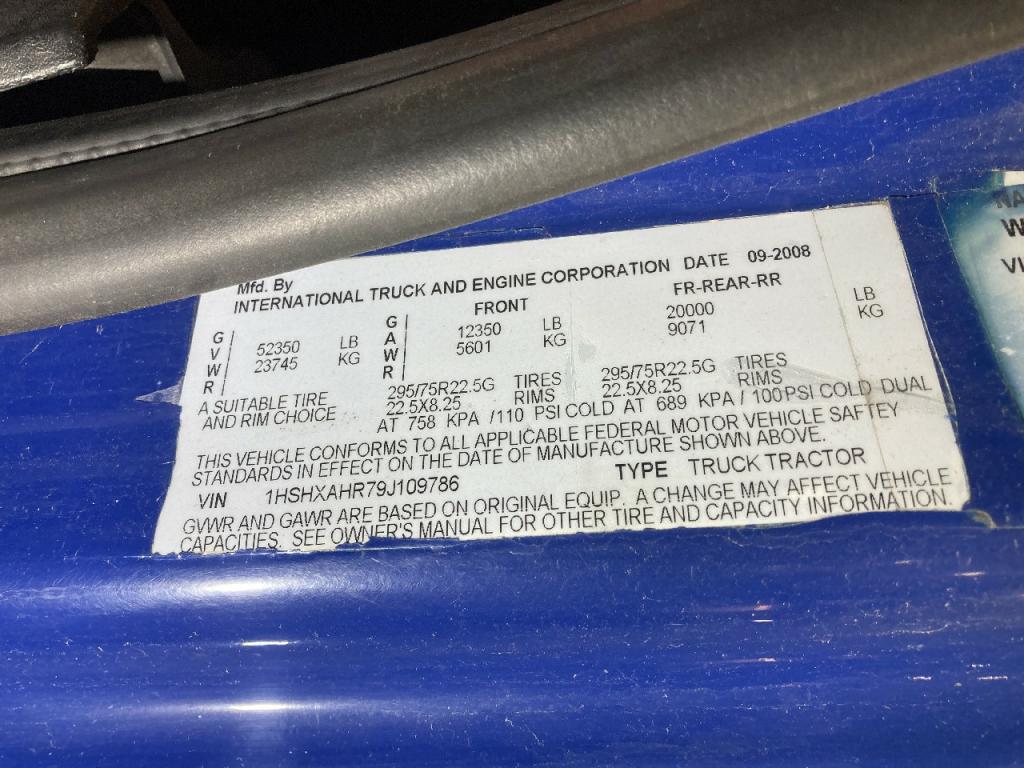 Mfd. By
INTERNATIONAL TRUCK AND ENGINE CORPORATION DATE 09-2008
FRONT FR-REAR-RR
GVWR 52350 LB GAWR 12350 LB 20000 LB
23745 KG 5601 KG 9071 KG
A SUITABLE TIRE 295/75R22.5G TIRES 295/75R22.5G TIRES
AND RIM CHOICE 22.5X8.25 RIMS 22.5X8.25 RIMS
AT 758 KPA /110 PSI COLD AT 689 KPA / 100PSI COLD DUAL
THIS VEHICLE CONFORMS TO ALL APPLICABLE FEDERAL MOTOR VEHICLE SAFTEY
STANDARDS IN EFFECT ON THE DATE OF MANUFACTURE SHOWN ABOVE.
VIN 1HSHXAHR79J109786 TYPE TRUCK TRACTOR
GVWR AND GAWR ARE BASED ON ORIGINAL EQUIP. A CHANGE MAY AFFECT VEHICLE
CAPACITIES. SEE OWNER'S MANUAL FOR OTHER TIRE AND CAPACITY INFORMATION.